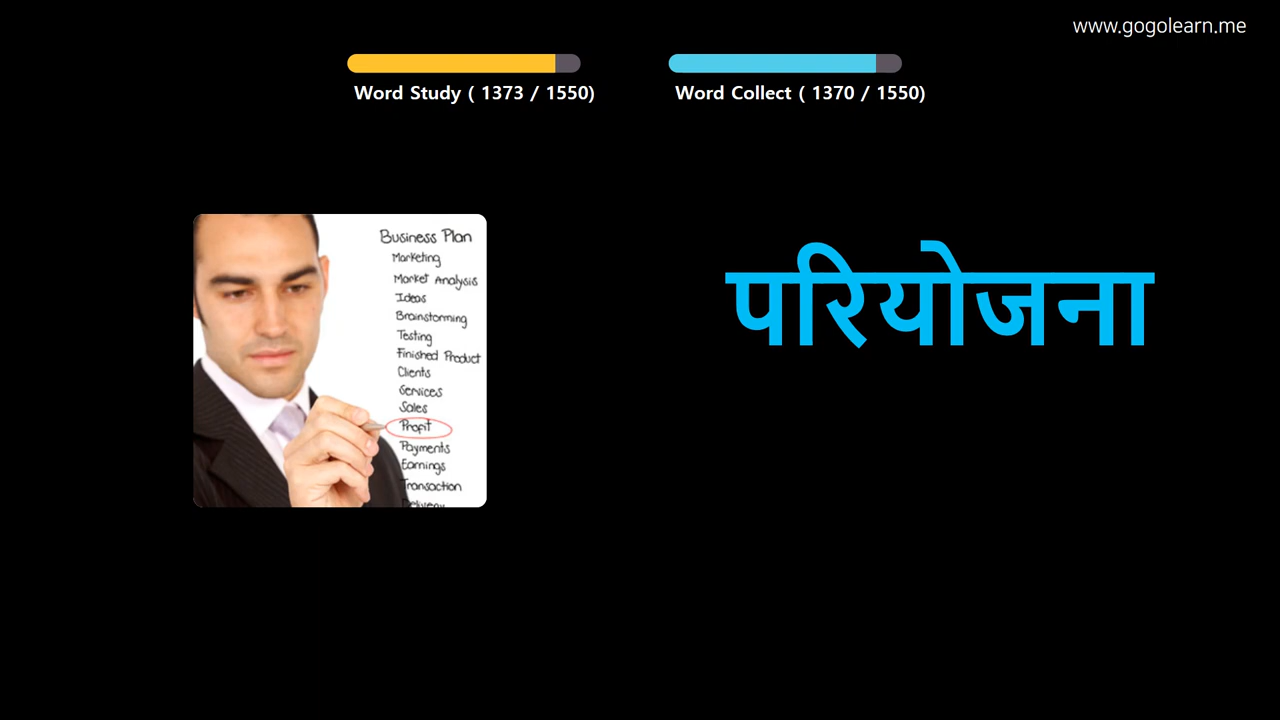 www.gogolearn.me
Word Study ( 1373 / 1550)
Word Collect ( 1370 / 1550)
परियोजना
Business Plan
Marketing
Market Analysis
Ideas
Brainstorming
Testing
Finished Product
Clients
Services
Sales
Profit
Payments
Earnings
Transaction
Delivery